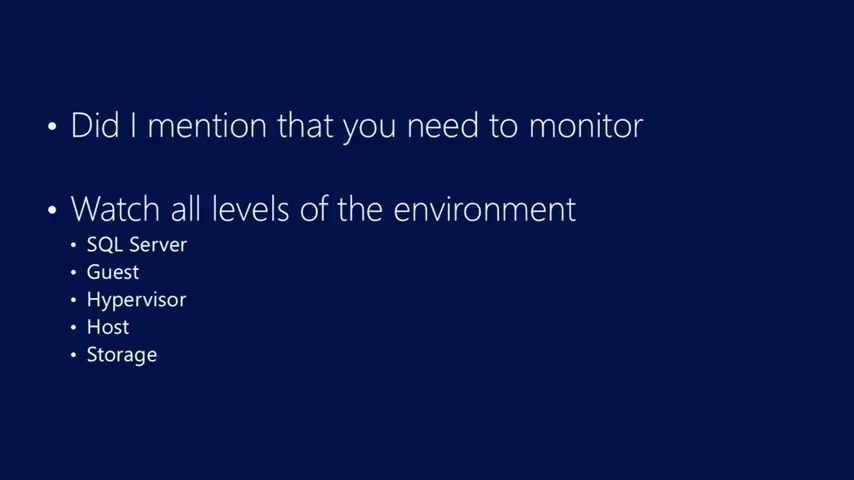 • Did I mention that you need to monitor
• Watch all levels of the environment
• SQL Server
• Guest
• Hypervisor
• Host
• Storage